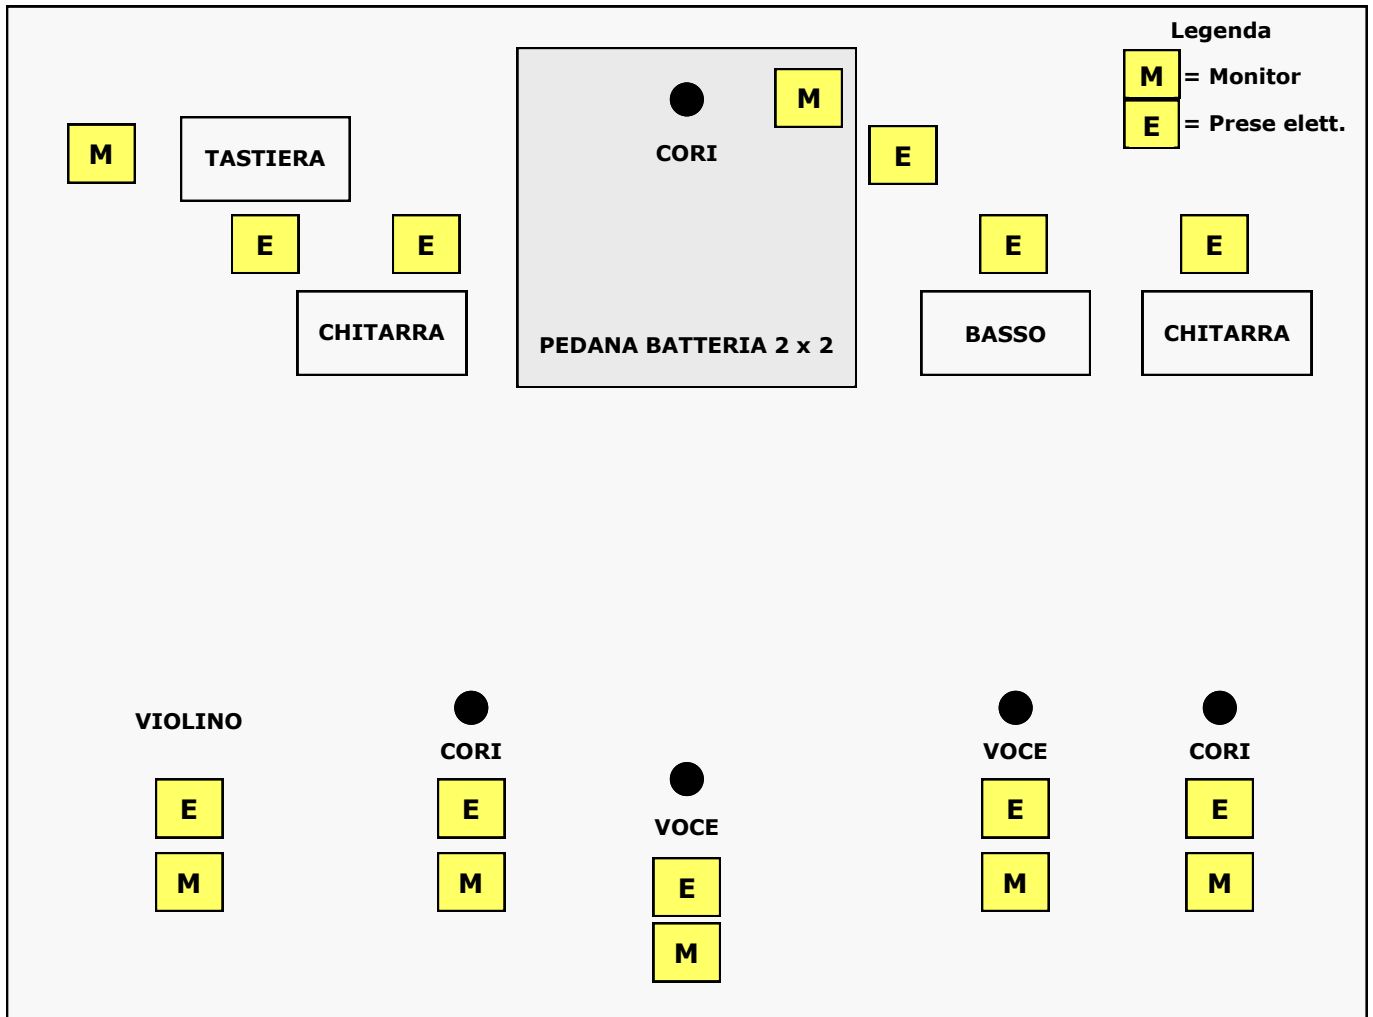 Legenda
M = Monitor
E = Prese elett.
M
CORI
M
TASTIERA
E
E
E
E
E
CHITARRA
PEDANA BATTERIA 2 x 2
BASSO
CHITARRA
VIOLINO
CORI
VOCE
VOCE
CORI
E
E
E
E
E
M
M
M
M
M